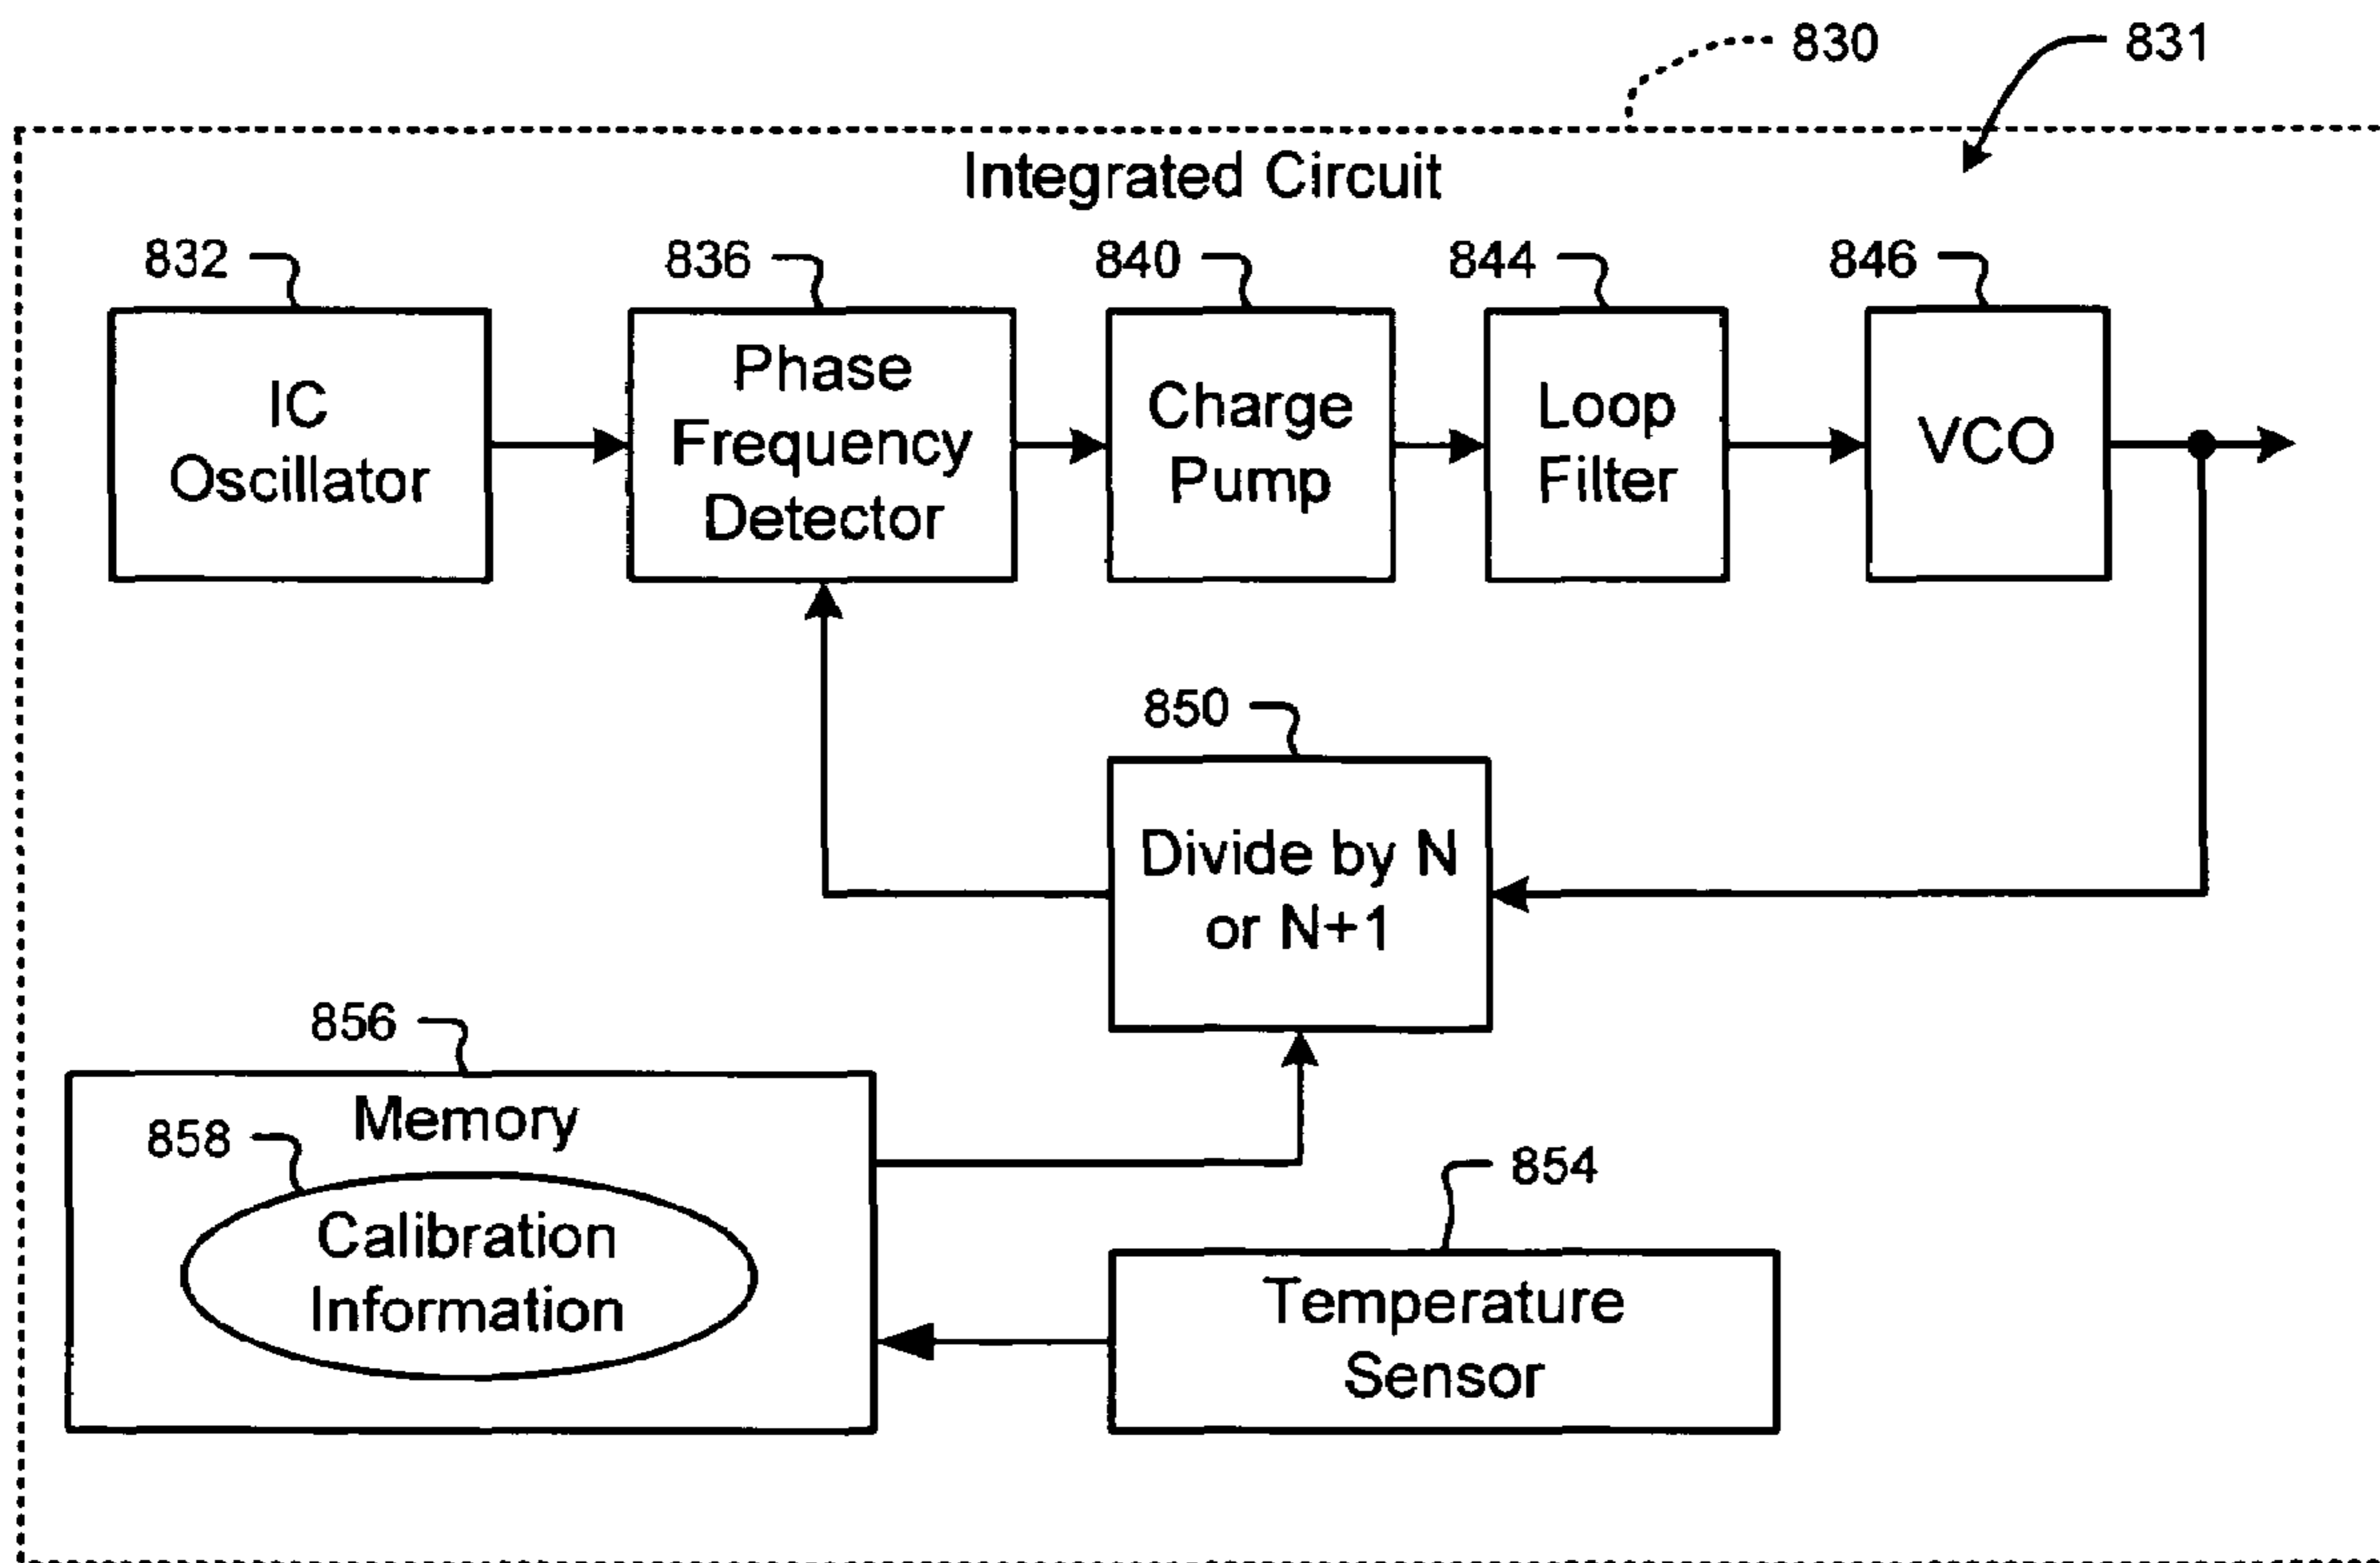 830
831
Integrated Circuit
832
836
840
844
846
IC
Oscillator
Phase
Frequency
Detector
Charge
Pump
Loop
Filter
VCO
850
Divide by N
or N+1
856
Memory
858
Calibration
Information
854
Temperature
Sensor